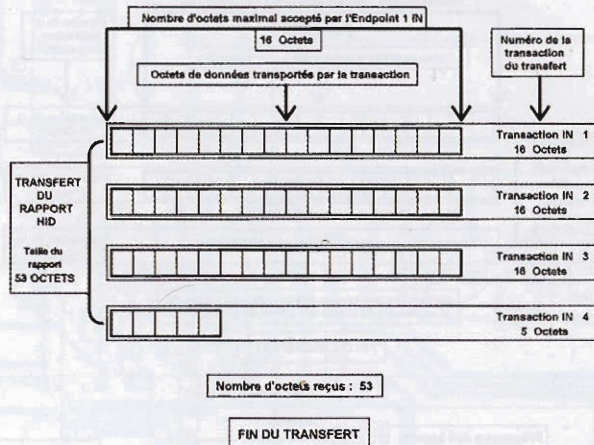 Nombre d'octets maximal accepté par l'Endpoint 1 IN
16 Octets
Octets de données transportés par la transaction
Numéro de la
transaction
du transfert
Transaction IN 1
16 Octets
TRANSFERT
DU
RAPPORT
HID
Taille du
rapport
53 OCTETS
Transaction IN 2
16 Octets
Transaction IN 3
16 Octets
Transaction IN 4
5 Octets
Nombre d'octets reçus : 53
FIN DU TRANSFERT